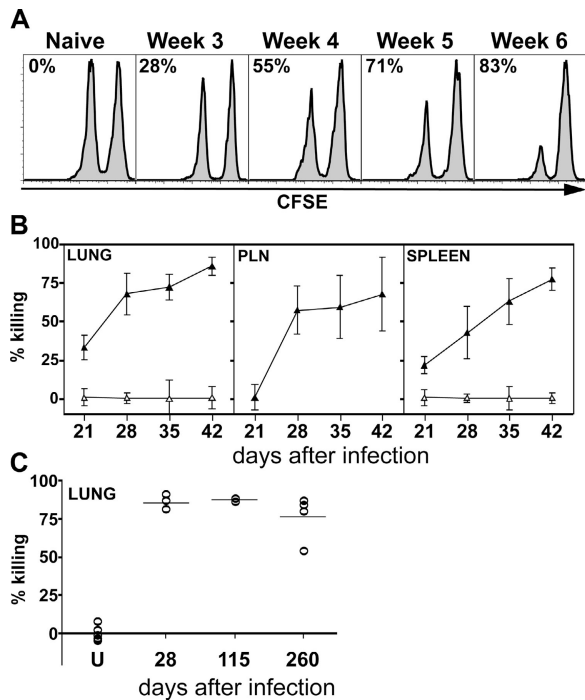 A
Naive Week 3 Week 4 Week 5 Week 6
0% 28% 55% 71% 83%
CFSE
B
LUNG PLN SPLEEN
% killing
100
75
50
25
0
21 28 35 42 21 28 35 42 21 28 35 42
days after infection
C
LUNG
% killing
100
75
50
25
0
U 28 115 260
days after infection